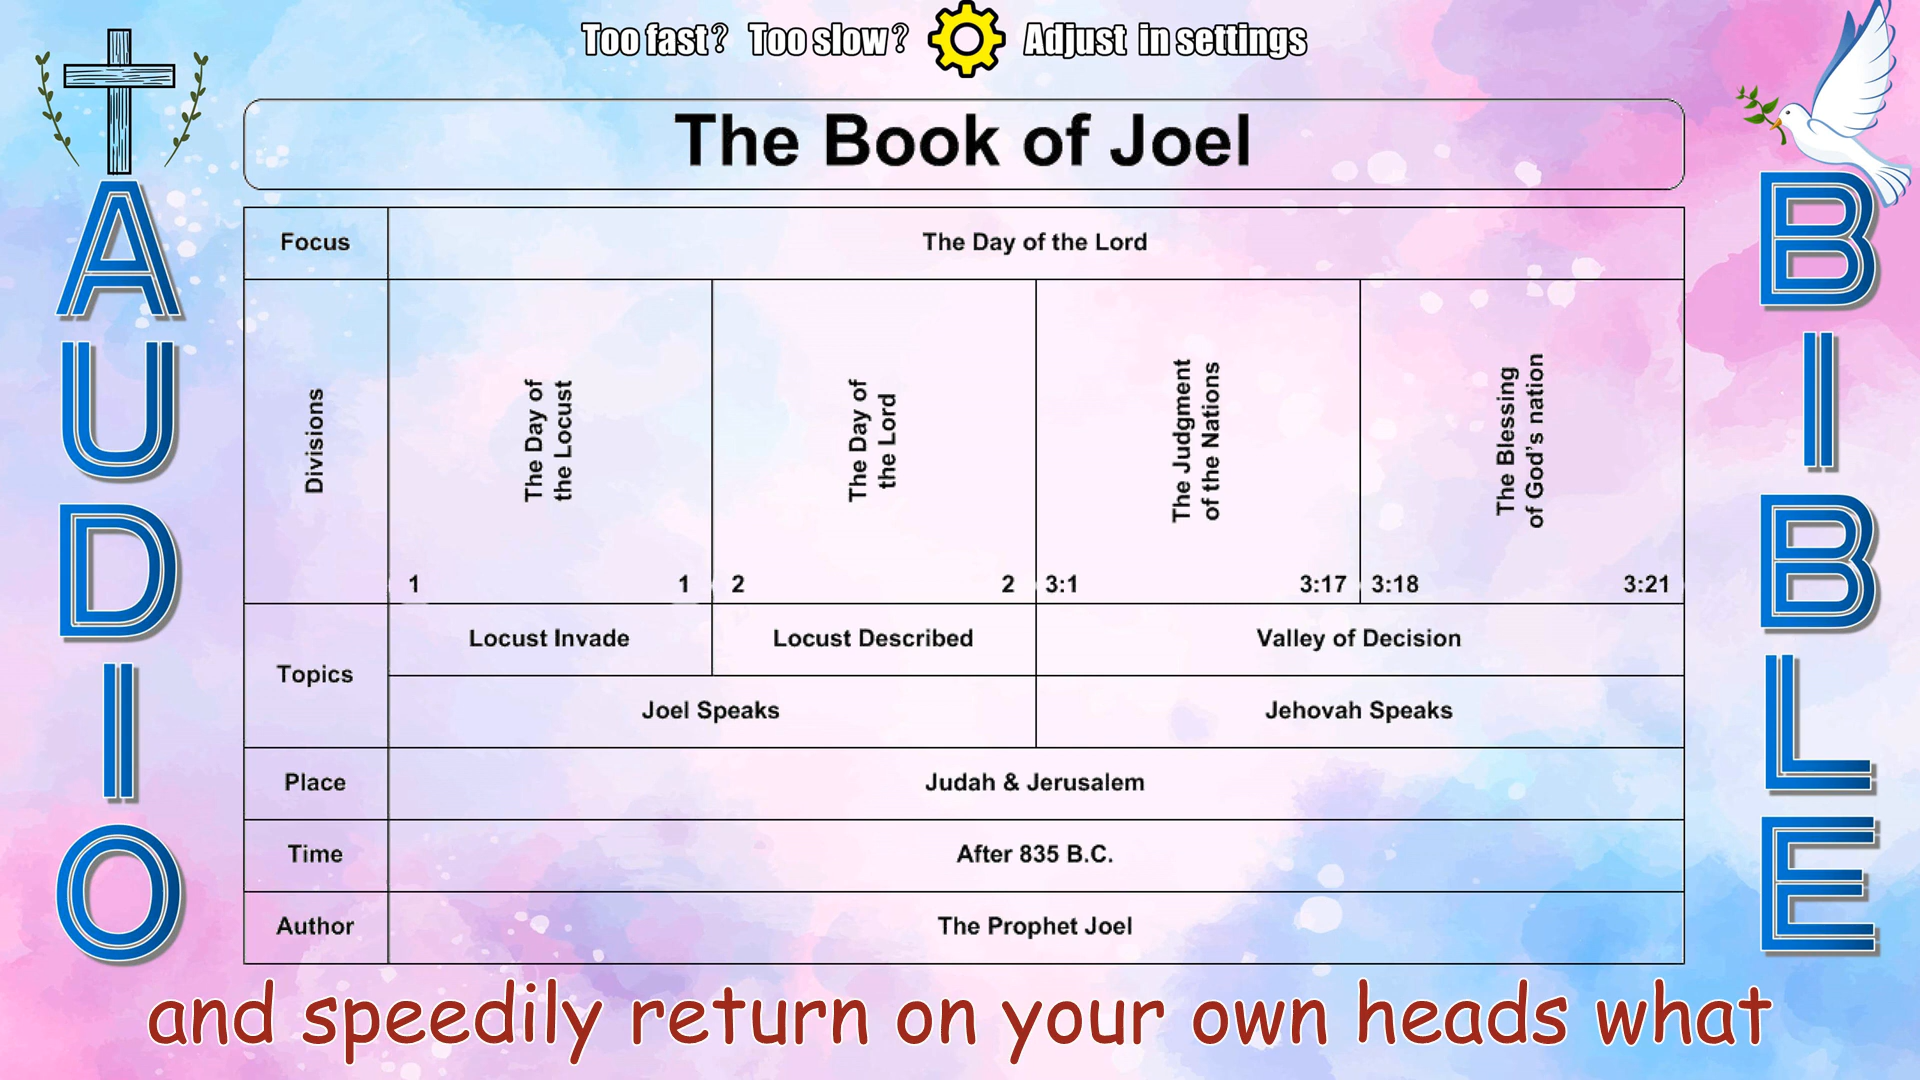 Too fast? Too slow? Adjust in settings
AUDIO
BIBLE
The Book of Joel
Focus
The Day of the Lord
Divisions
The Day of
the Locust
1 1
The Day of
the Lord
2 2
The Judgment
of the Nations
3:1 3:17
The Blessing
of God's nation
3:18 3:21
Topics
Locust Invade
Locust Described
Valley of Decision
Joel Speaks
Jehovah Speaks
Place
Judah & Jerusalem
Time
After 835 B.C.
Author
The Prophet Joel
and speedily return on your own heads what